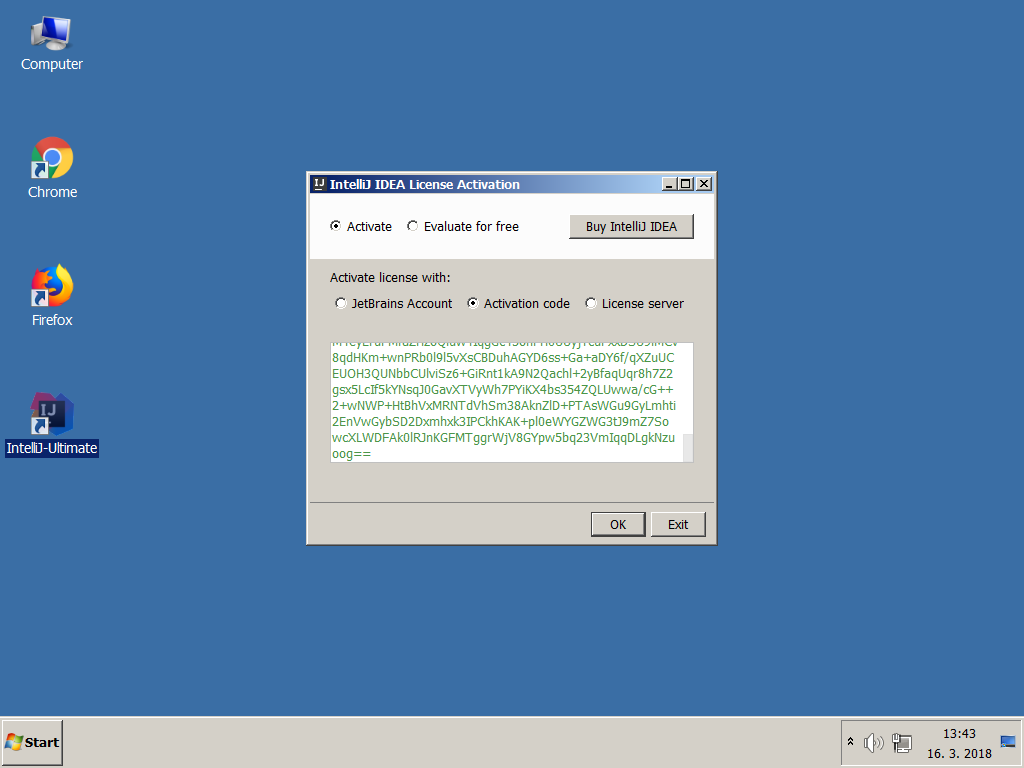 Computer
Chrome
Firefox
IntelliJ-Ultimate
IntelliJ IDEA License Activation
Activate
Evaluate for free
Buy IntelliJ IDEA
Activate license with:
JetBrains Account
Activation code
License server
8qdHKm+wnPRb0l9l5vXsCBDuhAGYD6ss+Ga+aDY6f/qXZuUC
EUOH3QUNbbCUlviSz6+GiRnt1kA9N2Qachl+2yBfaqUqr8h7Z2
gsx5LcIf5kYNsqJ0GavXTVyWh7PYiKX4bs354ZQLUwwa/cG++
2+wNWP+HtBhVxMRNTdVhSm38AknZlD+PTAsWGu9GyLmhti
2EnVwGybSD2Dxmhxk3IPCkhKAK+pl0eWYGZWG3tJ9mZ7So
wcXLWDFAk0lRJnKGFMTggrWjV8GYpw5bq23VmIqqDLgkNzu
oog==
OK
Exit
Start
13:43
16. 3. 2018